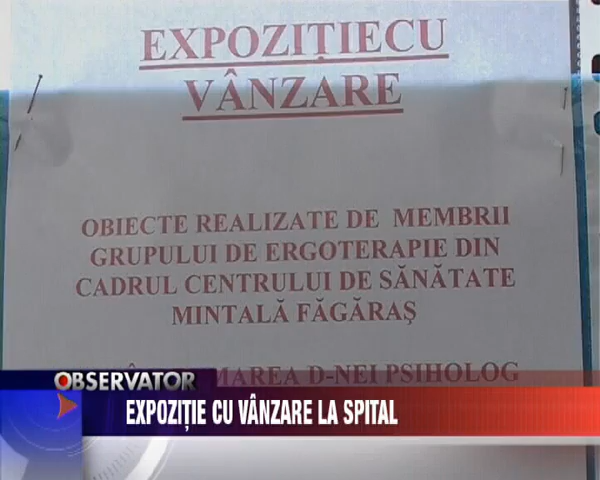 EXPOZIȚIECU
VÂNZARE
OBIECTE REALIZATE DE MEMBRII
GRUPULUI DE ERGOTERAPIE DIN
CADRUL CENTRULUI DE SĂNĂTATE
MINTALĂ FĂGĂRAȘ
D-NEI PSIHOLOG
OBSERVATOR
EXPOZIȚIE CU VÂNZARE LA SPITAL